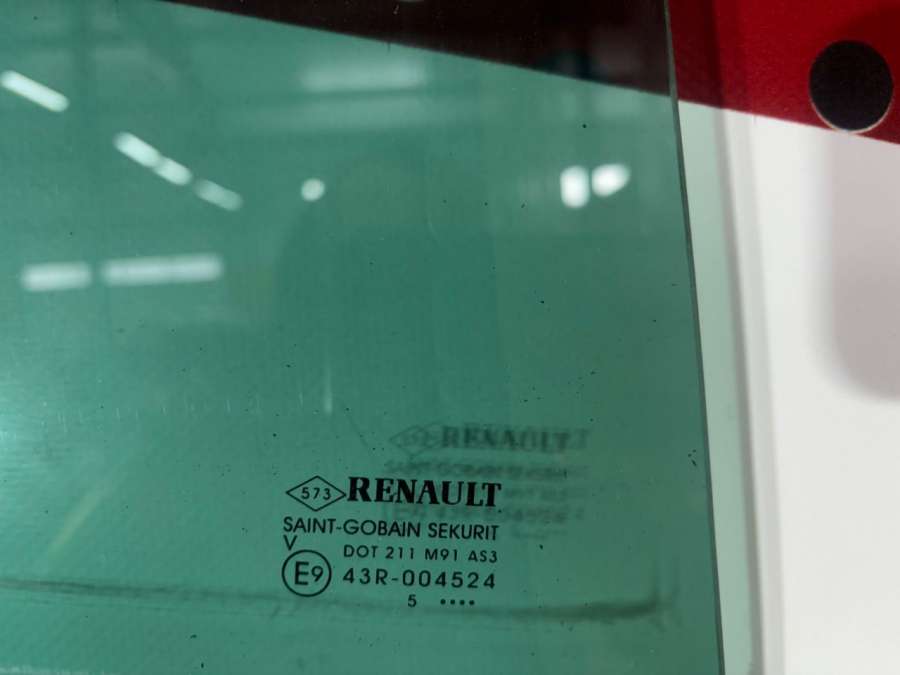 573 RENAULT
SAINT-GOBAIN SEKURIT
V
DOT 211 M91 AS3
E9 43R-004524
5 ••••